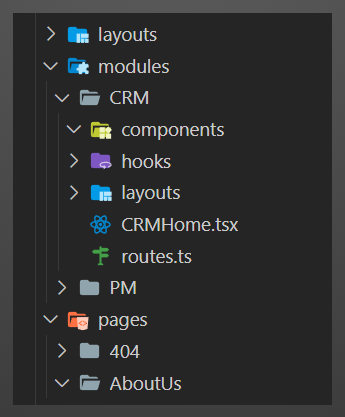 layouts
modules
CRM
components
hooks
layouts
CRMHome.tsx
routes.ts
PM
pages
404
AboutUs